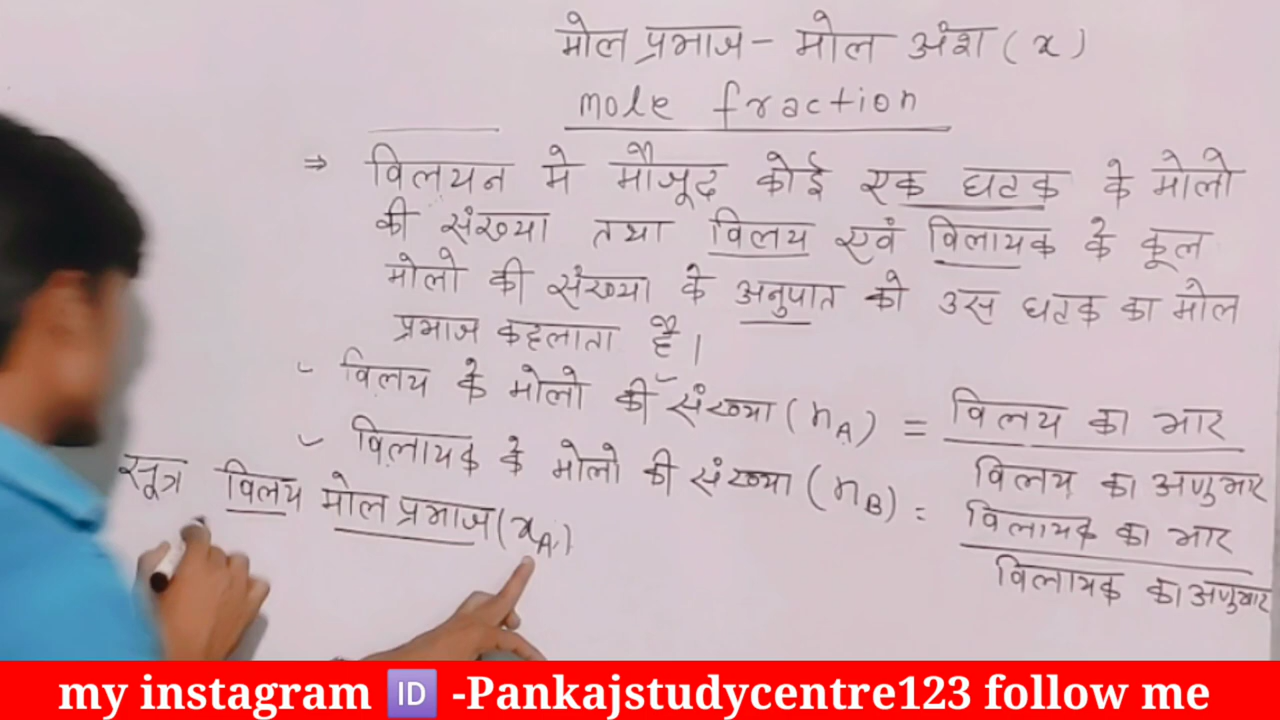 मोल प्रभाज - मोल अंश (x)
mole fraction
⇒ विलयन मे मौजूद कोई एक घटक के मोलो
की संख्या तथा विलय एवं विलायक के कूल
मोलो की संख्या के अनुपात को उस घटक का मोल
प्रभाज कहलाता है।
विलय के मोलो की संख्या (nA) = विलय का भार
विलय का अणुभार
विलायक के मोलो की संख्या (nB) = विलायक का भार
विलायक का अणुभार
सूत्र विलय मोल प्रभाज (xA)
my instagram 🆔 -Pankajstudycentre123 follow me